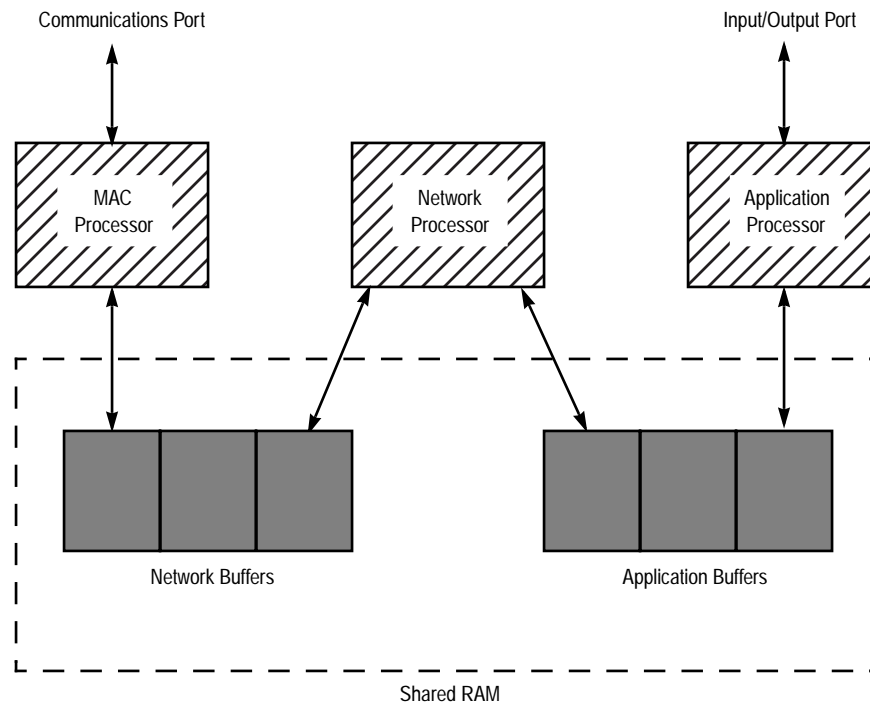 Communications Port
Input/Output Port
MAC
Processor
Network
Processor
Application
Processor
Network Buffers
Application Buffers
Shared RAM